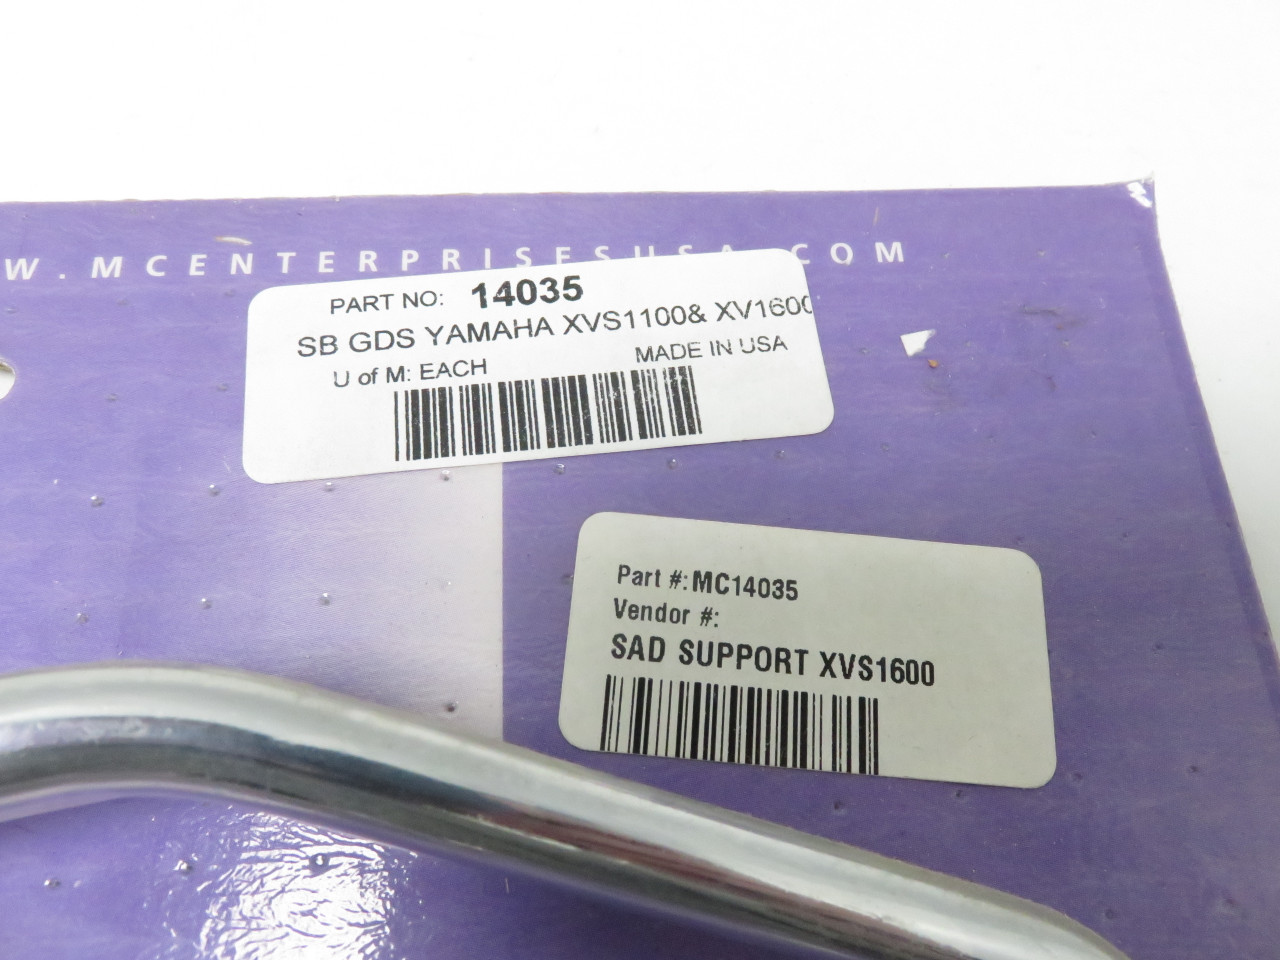 W.MCENTERPRISESUSA.COM
PART NO: 14035
SB GDS YAMAHA XVS1100& XV1600
U of M: EACH
MADE IN USA
Part #: MC14035
Vendor #:
SAD SUPPORT XVS1600